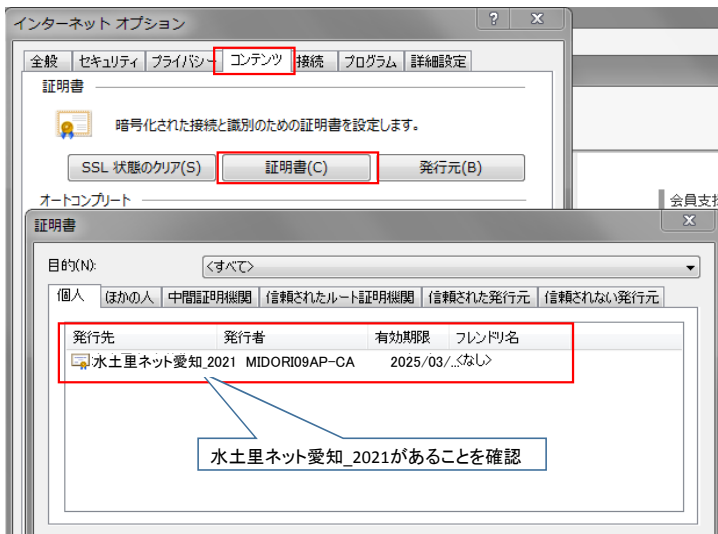 インターネット オプション
? X
全般 セキュリティ プライバシー コンテンツ 接続 プログラム 詳細設定
証明書
暗号化された接続と識別のための証明書を設定します。
SSL 状態のクリア(S) 証明書(C) 発行元(B)
オートコンプリート
会員支
証明書
X
目的(N): <すべて>
個人 ほかの人 中間証明機関 信頼されたルート証明機関 信頼された発行元 信頼されない発行元
発行先 発行者 有効期限 フレンドリ名
水土里ネット愛知_2021 MIDORI09AP-CA 2025/03/... <なし>
水土里ネット愛知_2021があることを確認